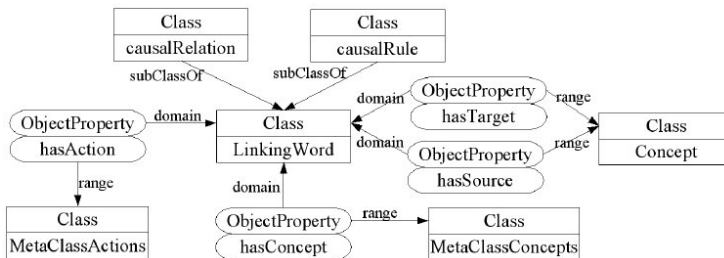 Class
causalRelation
Class
causalRule
subClassOf
subClassOf
ObjectProperty
hasAction
domain
Class
LinkingWord
domain
ObjectProperty
hasTarget
range
domain
ObjectProperty
hasSource
range
Class
Concept
range
domain
Class
MetaClassActions
ObjectProperty
hasConcept
range
Class
MetaClassConcepts